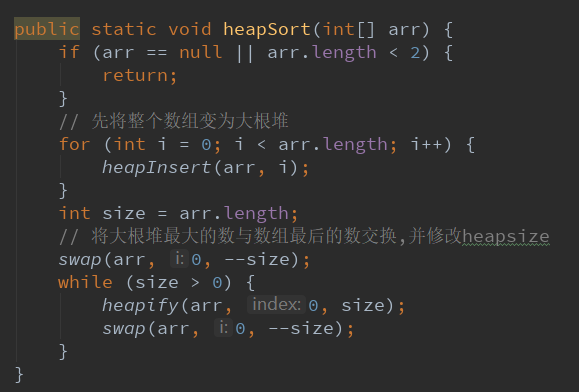 public static void heapSort(int[] arr) {
    if (arr == null || arr.length < 2) {
        return;
    }
    // 先将整个数组变为大根堆
    for (int i = 0; i < arr.length; i++) {
        heapInsert(arr, i);
    }
    int size = arr.length;
    // 将大根堆最大的数与数组最后的数交换,并修改heapsize
    swap(arr, i: 0, --size);
    while (size > 0) {
        heapify(arr, index: 0, size);
        swap(arr, i: 0, --size);
    }
}